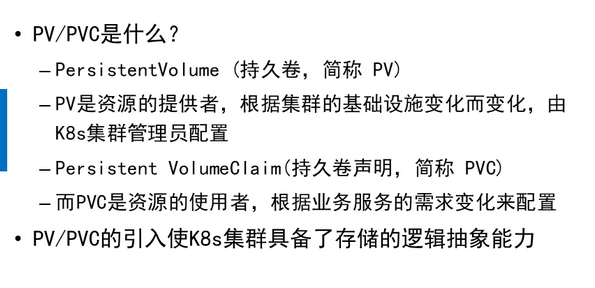 • PV/PVC是什么？
– PersistentVolume (持久卷，简称 PV)
– PV是资源的提供者，根据集群的基础设施变化而变化，由
K8s集群管理员配置
– Persistent VolumeClaim(持久卷声明，简称 PVC)
– 而PVC是资源的使用者，根据业务服务的需求变化来配置
• PV/PVC的引入使K8s集群具备了存储的逻辑抽象能力